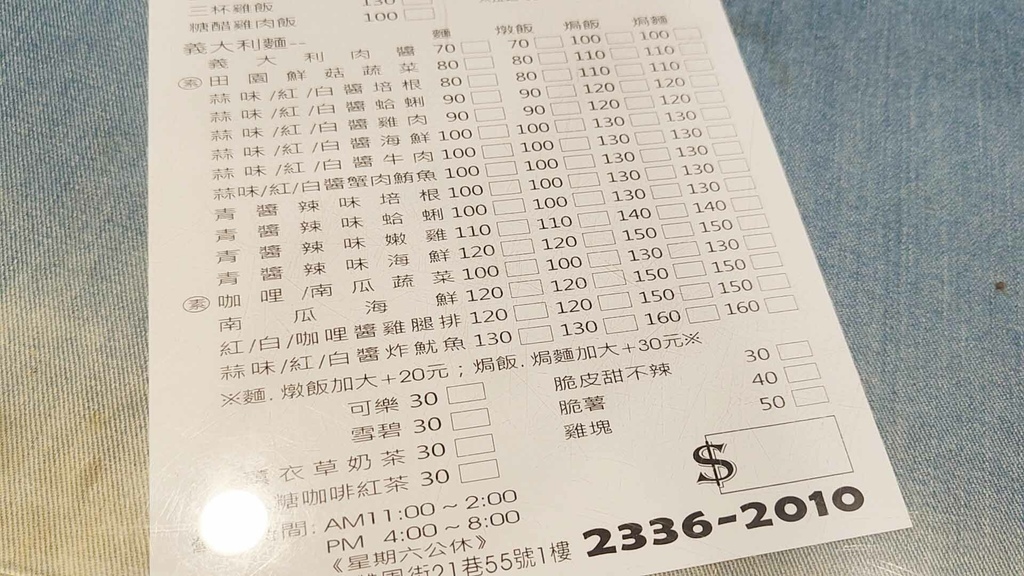 三杯雞飯 130
糖醋雞肉飯 100
義大利麵-- 麵 燉飯 焗飯 焗麵
義大利肉醬 70 70 100 100
素 田園鮮菇蔬菜 80 80 110 110
蒜味/紅/白醬培根 80 80 110 110
蒜味/紅/白醬蛤蜊 90 90 120 120
蒜味/紅/白醬雞肉 90 90 120 120
蒜味/紅/白醬海鮮 100 100 130 130
蒜味/紅/白醬牛肉 100 100 130 130
蒜味/紅/白醬蟹肉鮪魚 100 100 130 130
青醬辣味培根 100 100 130 130
青醬辣味蛤蜊 100 100 130 130
青醬辣味嫩雞 110 110 140 140
青醬辣味海鮮 120 120 150 150
素 咖哩/南瓜蔬菜 100 100 130 130
南瓜海鮮 120 120 150 150
紅/白/咖哩醬雞腿排 120 120 150 150
蒜味/紅/白醬炸魷魚 130 130 160 160
※麵.燉飯加大+20元;焗飯.焗麵加大+30元※
可樂 30 脆皮甜不辣 30
雪碧 30 脆薯 40
衣草奶茶 30 雞塊 50
糖咖啡紅茶 30
$
間:AM11:00~2:00
PM 4:00~8:00
《星期六公休》
街21巷55號1樓 2336-2010